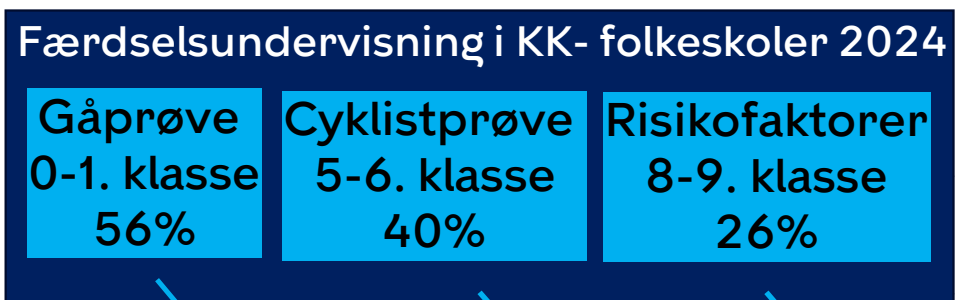 Færdselsundervisning i KK- folkeskoler 2024
Gåprøve
0-1. klasse
56%
Cyklistprøve
5-6. klasse
40%
Risikofaktorer
8-9. klasse
26%